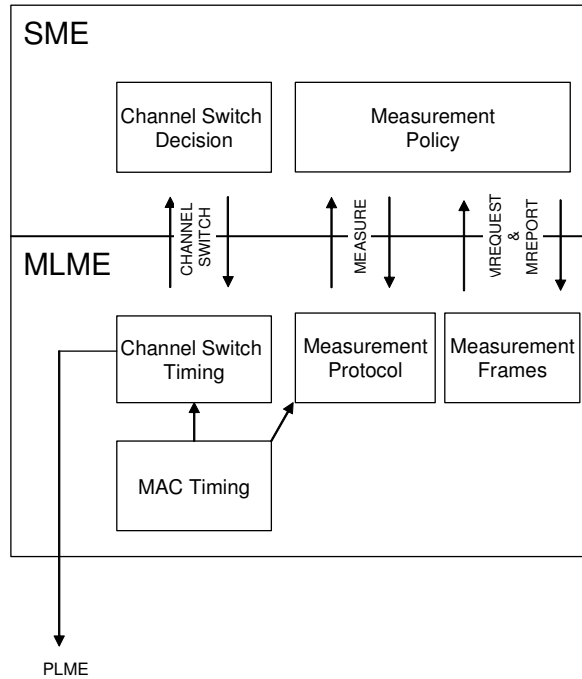 SME
Channel Switch
Decision
Measurement
Policy
CHANNEL
SWITCH
MEASURE
MREQUEST
&
MREPORT
MLME
Channel Switch
Timing
Measurement
Protocol
Measurement
Frames
MAC Timing
PLME